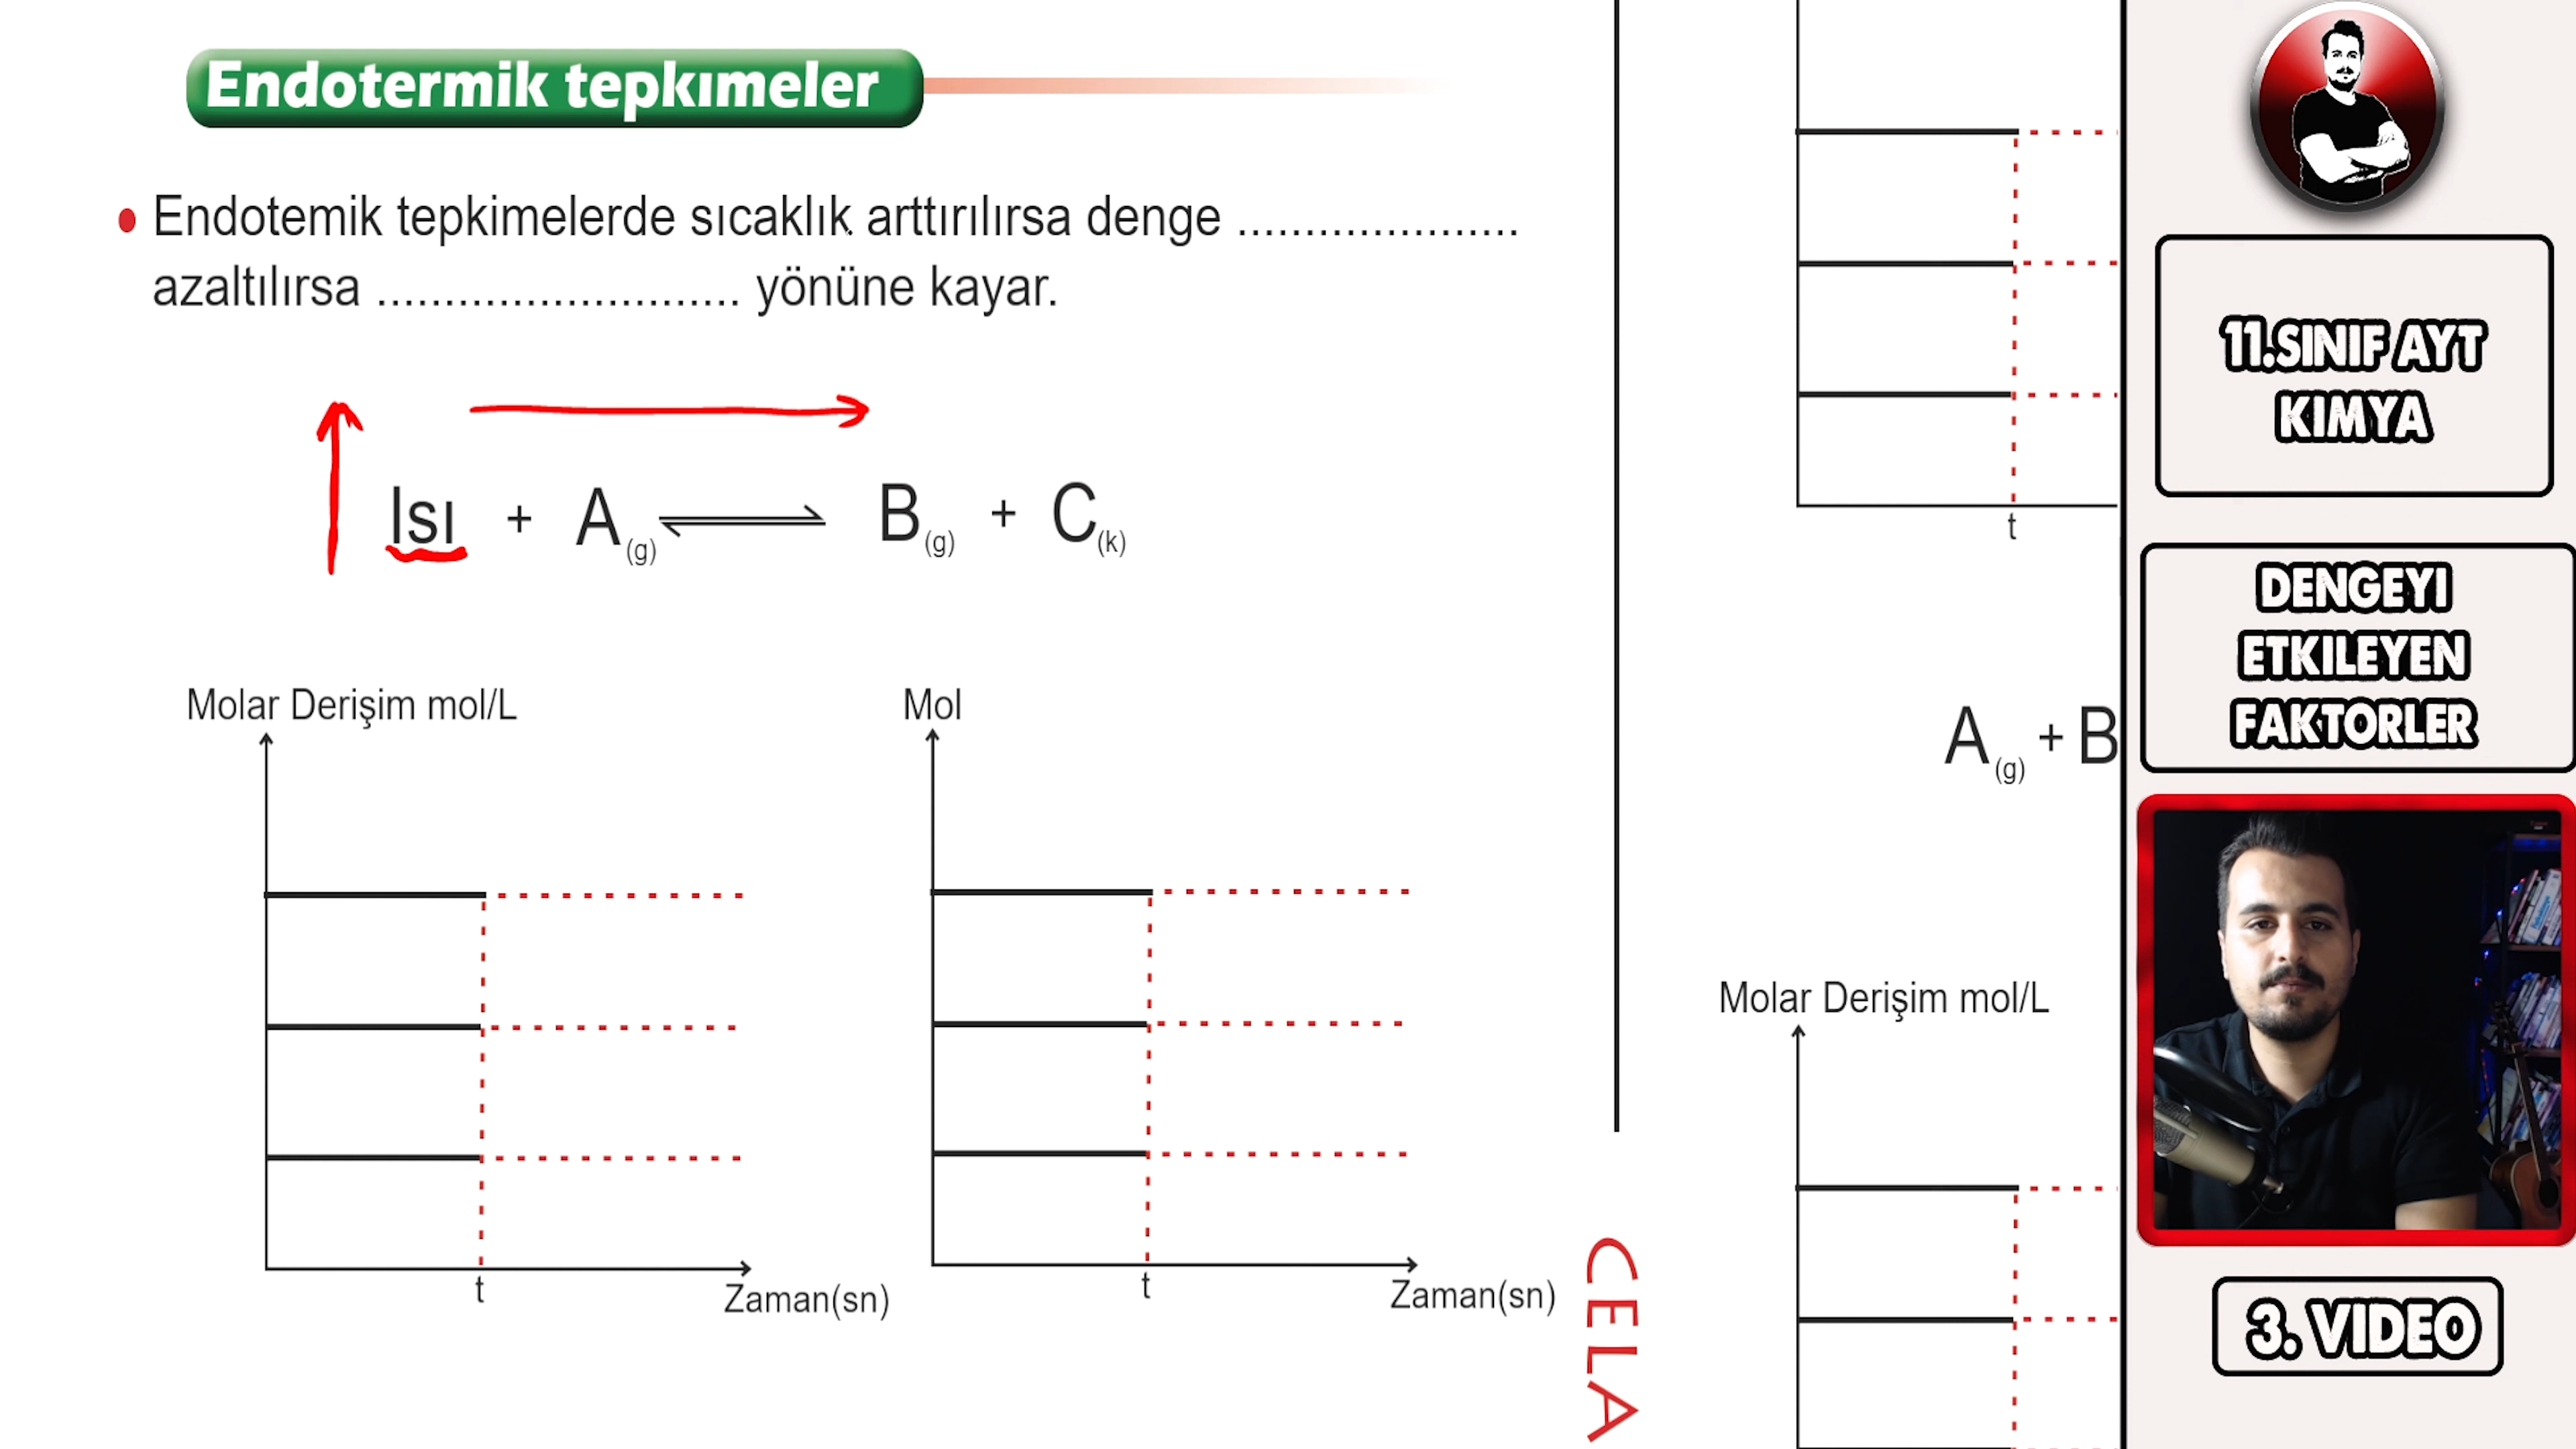 Endotermik tepkımeler
• Endotemik tepkimelerde sıcaklık arttırılırsa denge .....................
azaltılırsa ........................... yönüne kayar.
Isı + A(g) ⇌ B(g) + C(k)
Molar Derişim mol/L
t
Zaman(sn)
Mol
t
Zaman(sn)
CELA
t
A(g) + B
Molar Derişim mol/L
11.SINIF AYT
KIMYA
DENGEYI
ETKILEYEN
FAKTORLER
3. VIDEO